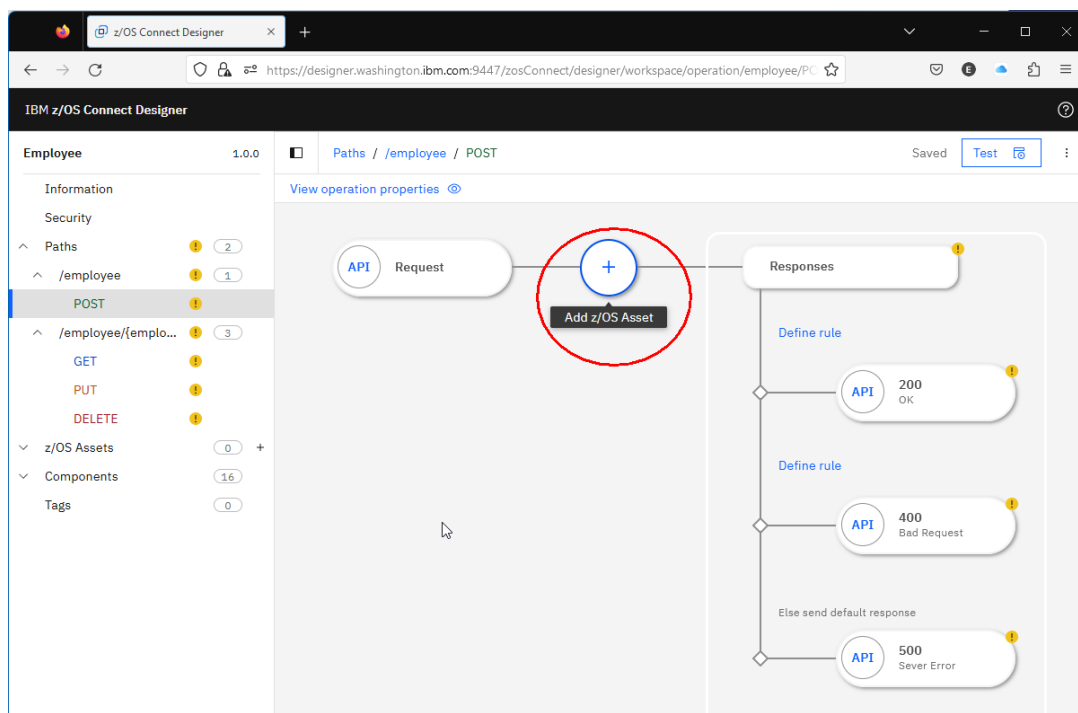 z/OS Connect Designer
https://designer.washington.ibm.com:9447/zosConnect/designer/workspace/operation/employee/PO
E
IBM z/OS Connect Designer
Employee 1.0.0
Paths / /employee / POST
Saved
Test
View operation properties
Information
Security
Paths ! 2
/employee ! 1
POST !
/employee/{emplo... ! 3
GET !
PUT !
DELETE !
z/OS Assets 0 +
Components 16
Tags 0
API Request
+
Add z/OS Asset
Responses !
Define rule
API 200 !
OK
Define rule
API 400 !
Bad Request
Else send default response
API 500 !
Sever Error